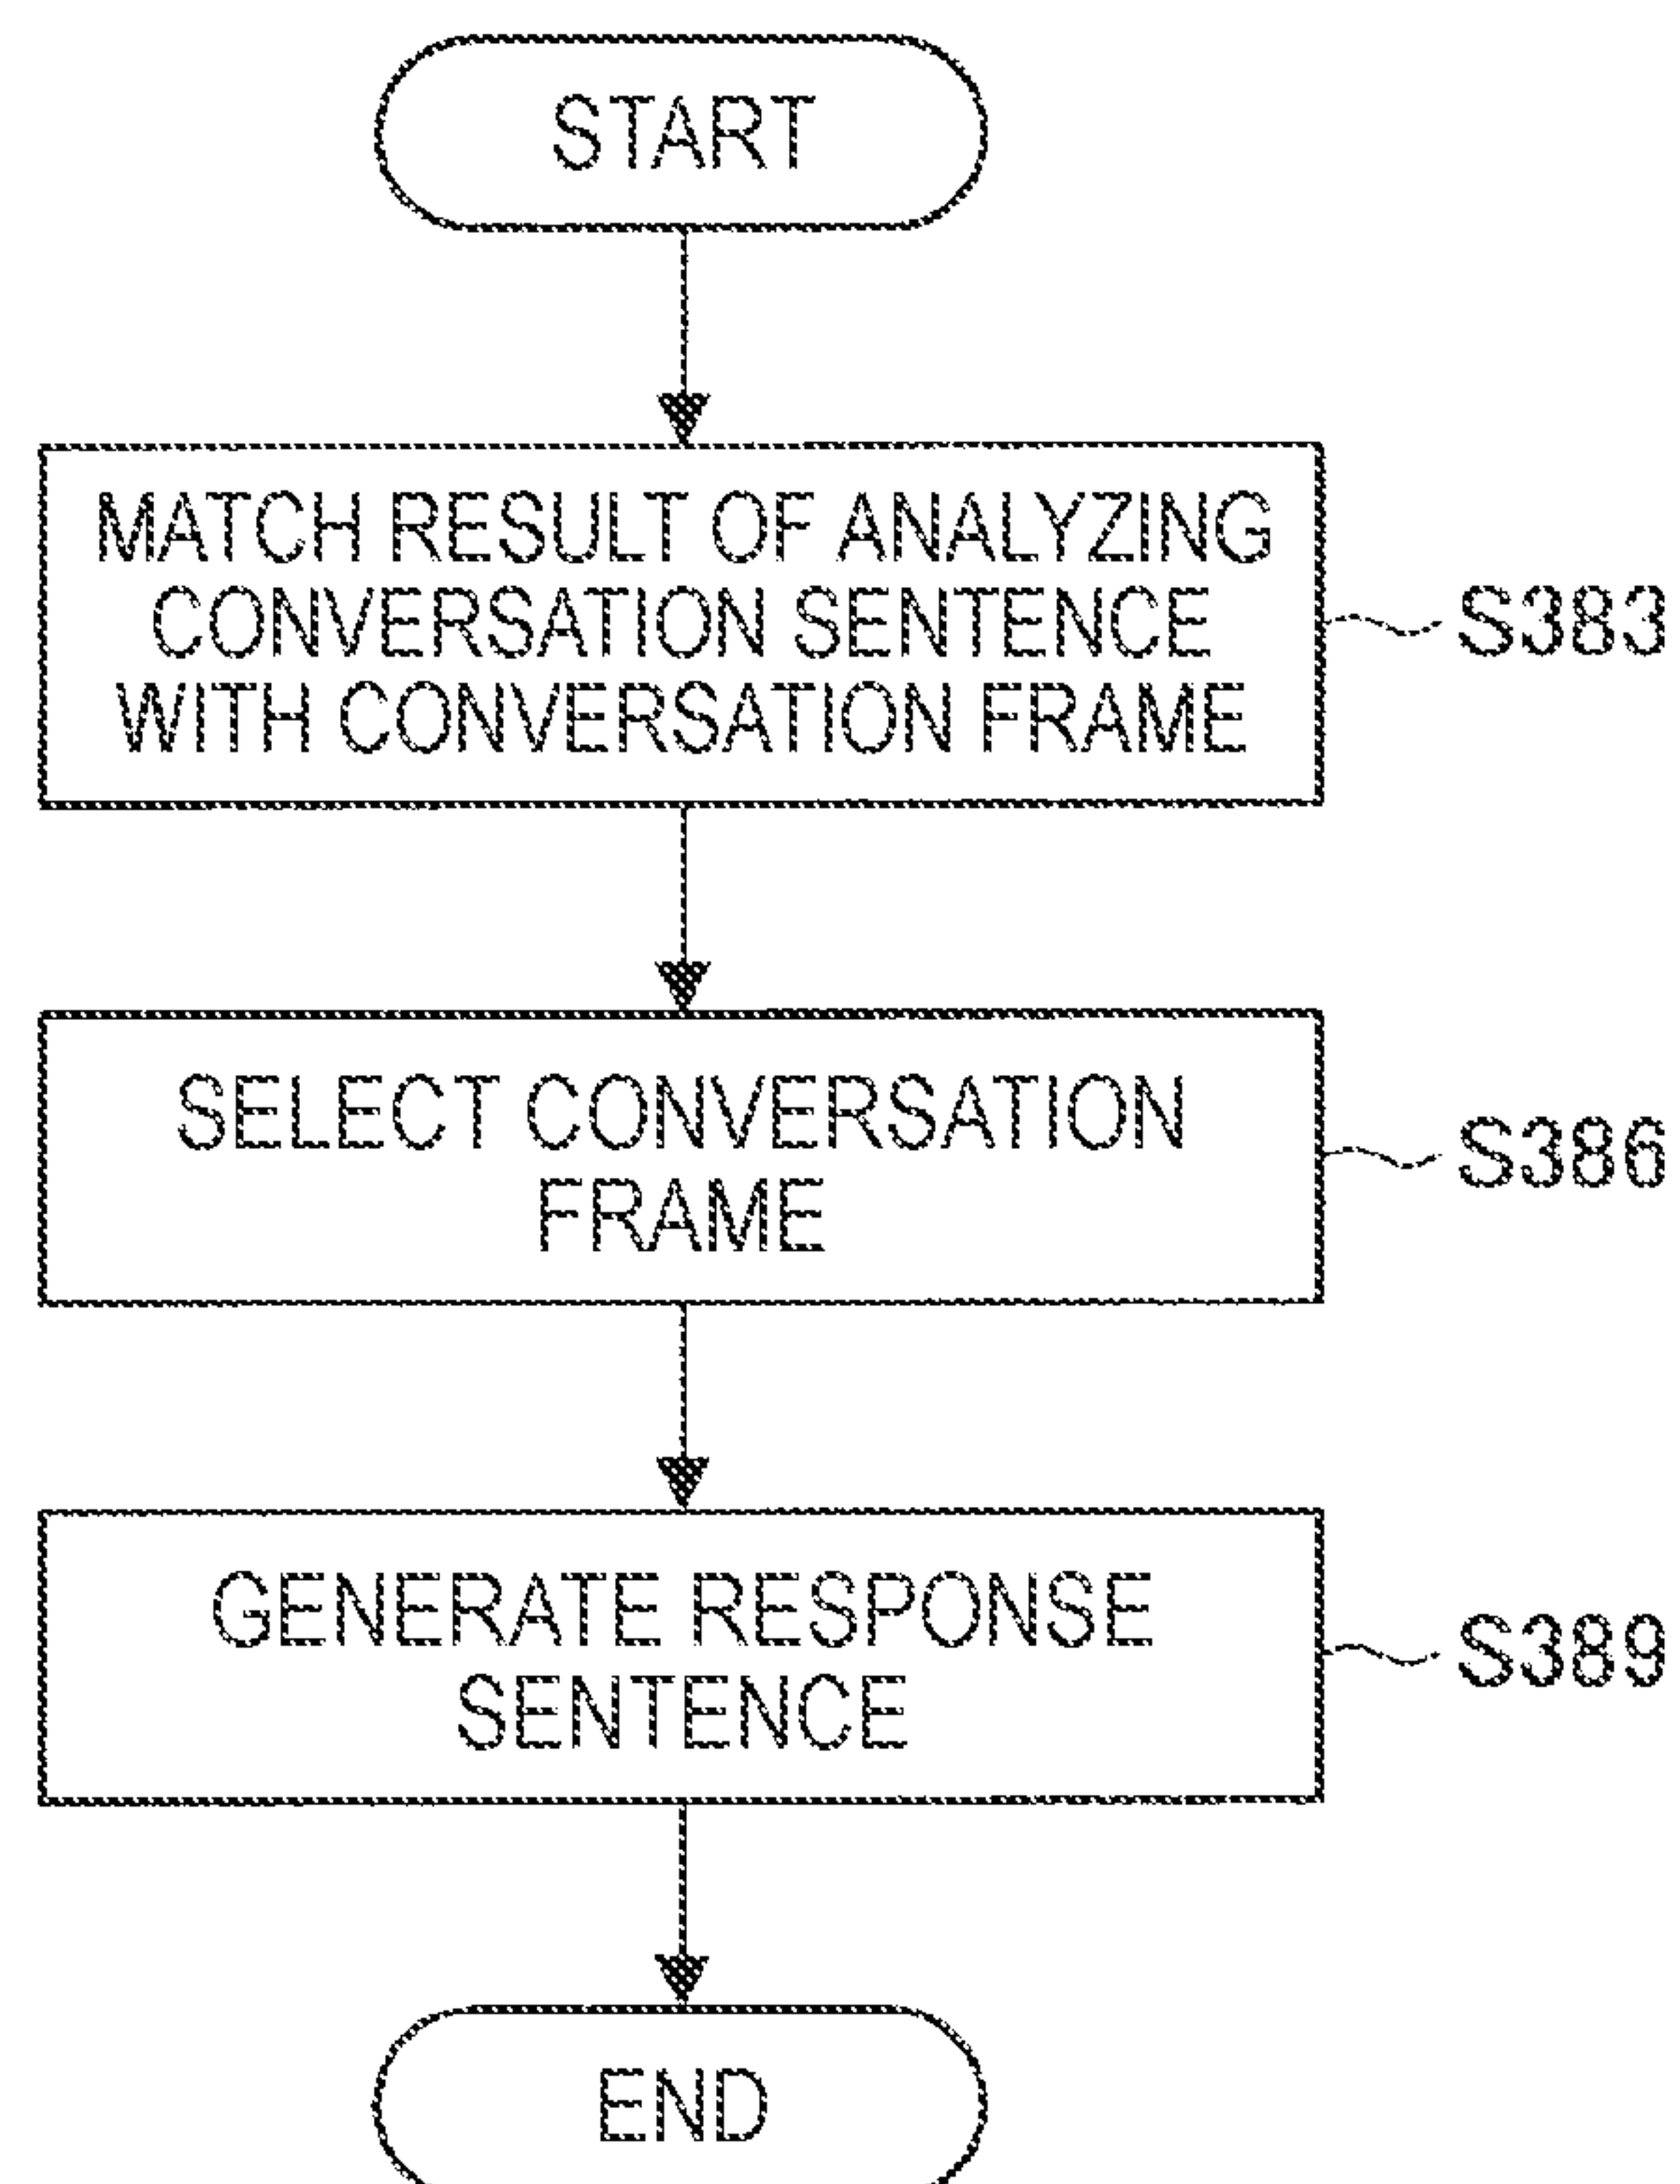 START
MATCH RESULT OF ANALYZING
CONVERSATION SENTENCE
WITH CONVERSATION FRAME
S383
SELECT CONVERSATION
FRAME
S386
GENERATE RESPONSE
SENTENCE
S389
END